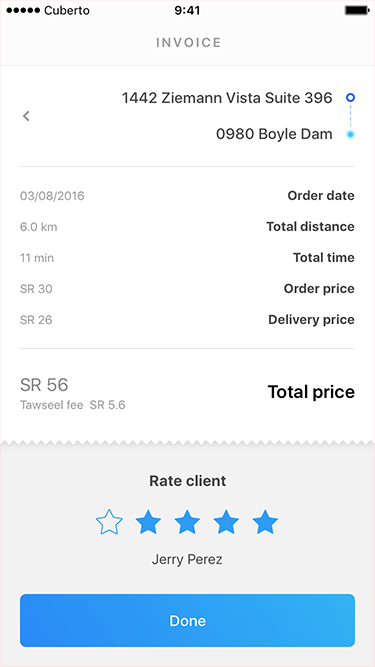 Cuberto 9:41
INVOICE
1442 Ziemann Vista Suite 396
0980 Boyle Dam
03/08/2016 Order date
6.0 km Total distance
11 min Total time
SR 30 Order price
SR 26 Delivery price
SR 56 Total price
Tawseel fee SR 5.6
Rate client
Jerry Perez
Done